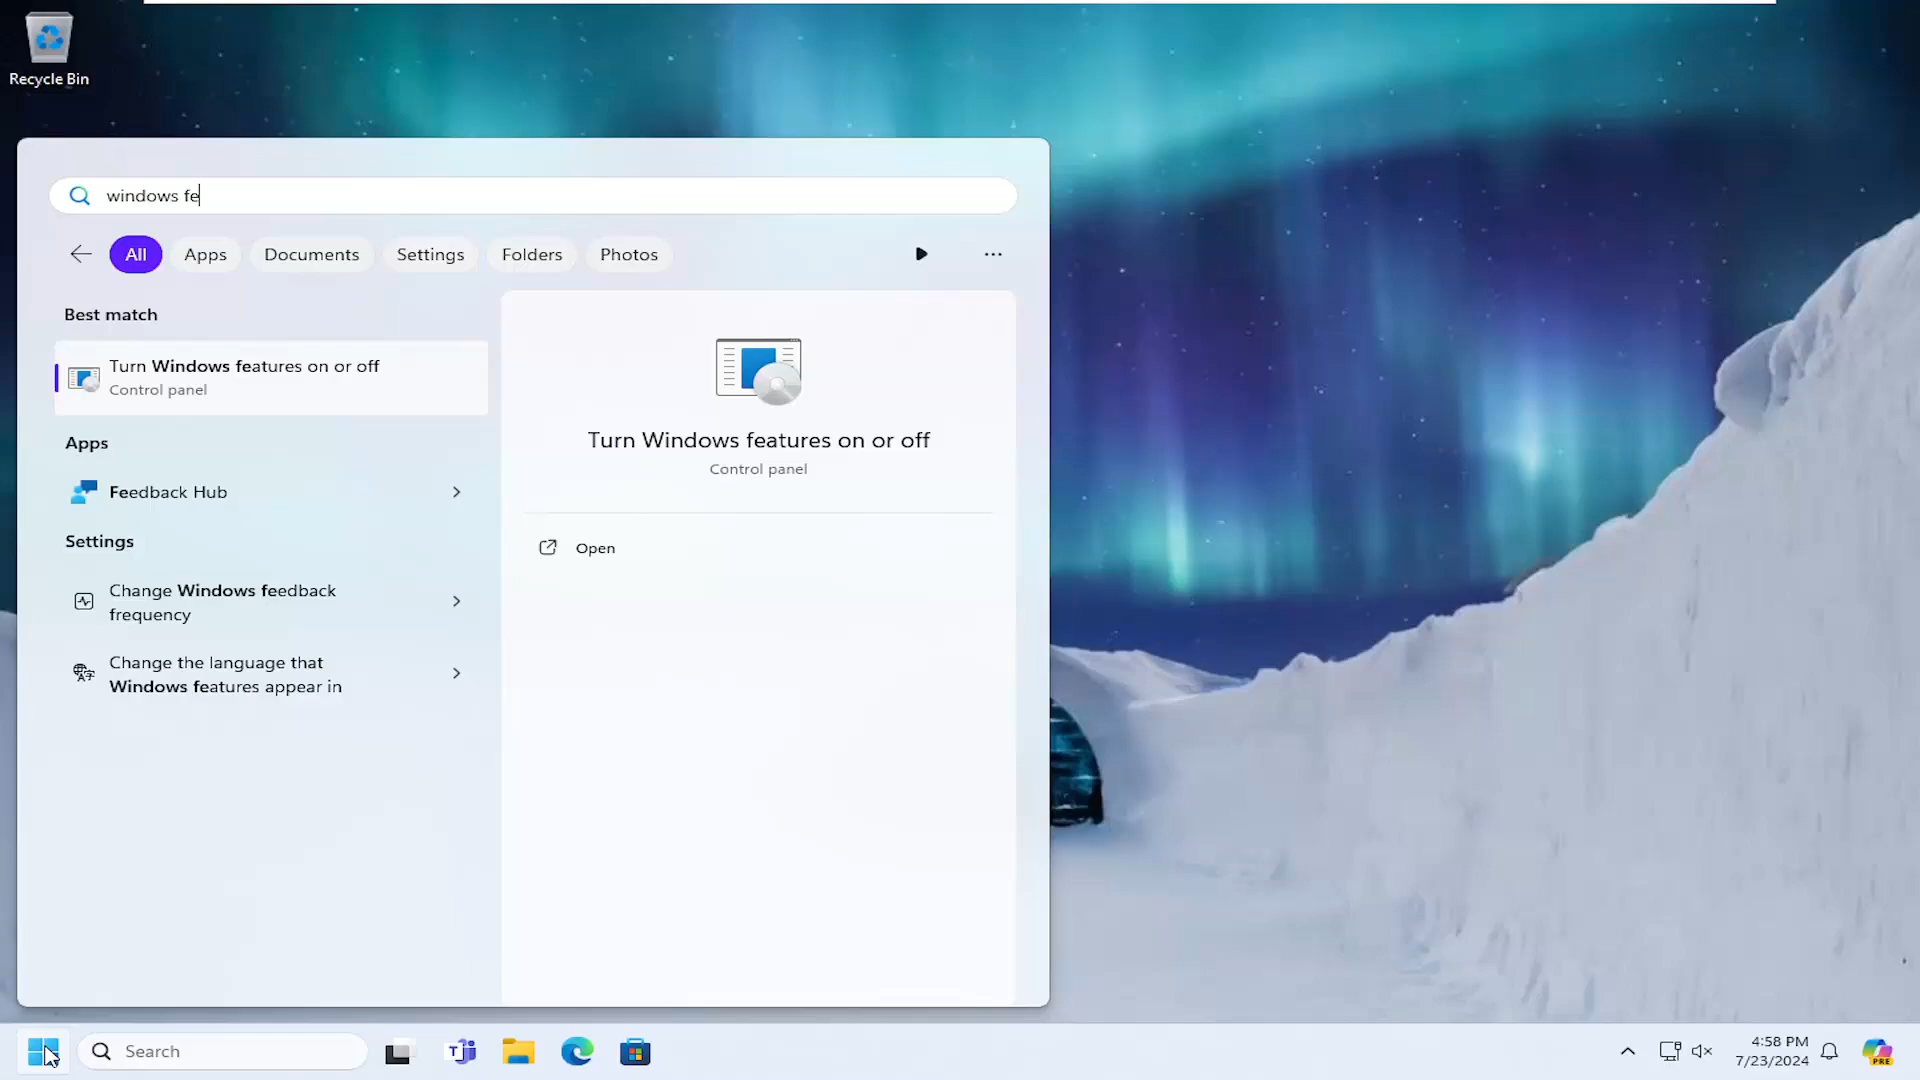 Recycle Bin
windows fe
All Apps Documents Settings Folders Photos
Best match
Turn Windows features on or off
Control panel
Apps
Feedback Hub
Settings
Change Windows feedback
frequency
Change the language that
Windows features appear in
Turn Windows features on or off
Control panel
Open
Search
4:58 PM
7/23/2024
PRE